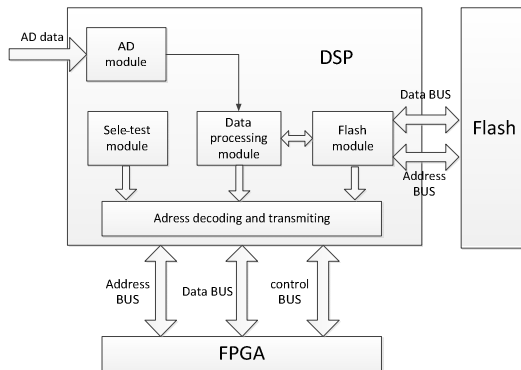 AD data
AD
module
DSP
Data BUS
Flash
Sele-test
module
Data
processing
module
Flash
module
Address
BUS
Adress decoding and transmiting
Address
BUS
Data BUS
control
BUS
FPGA